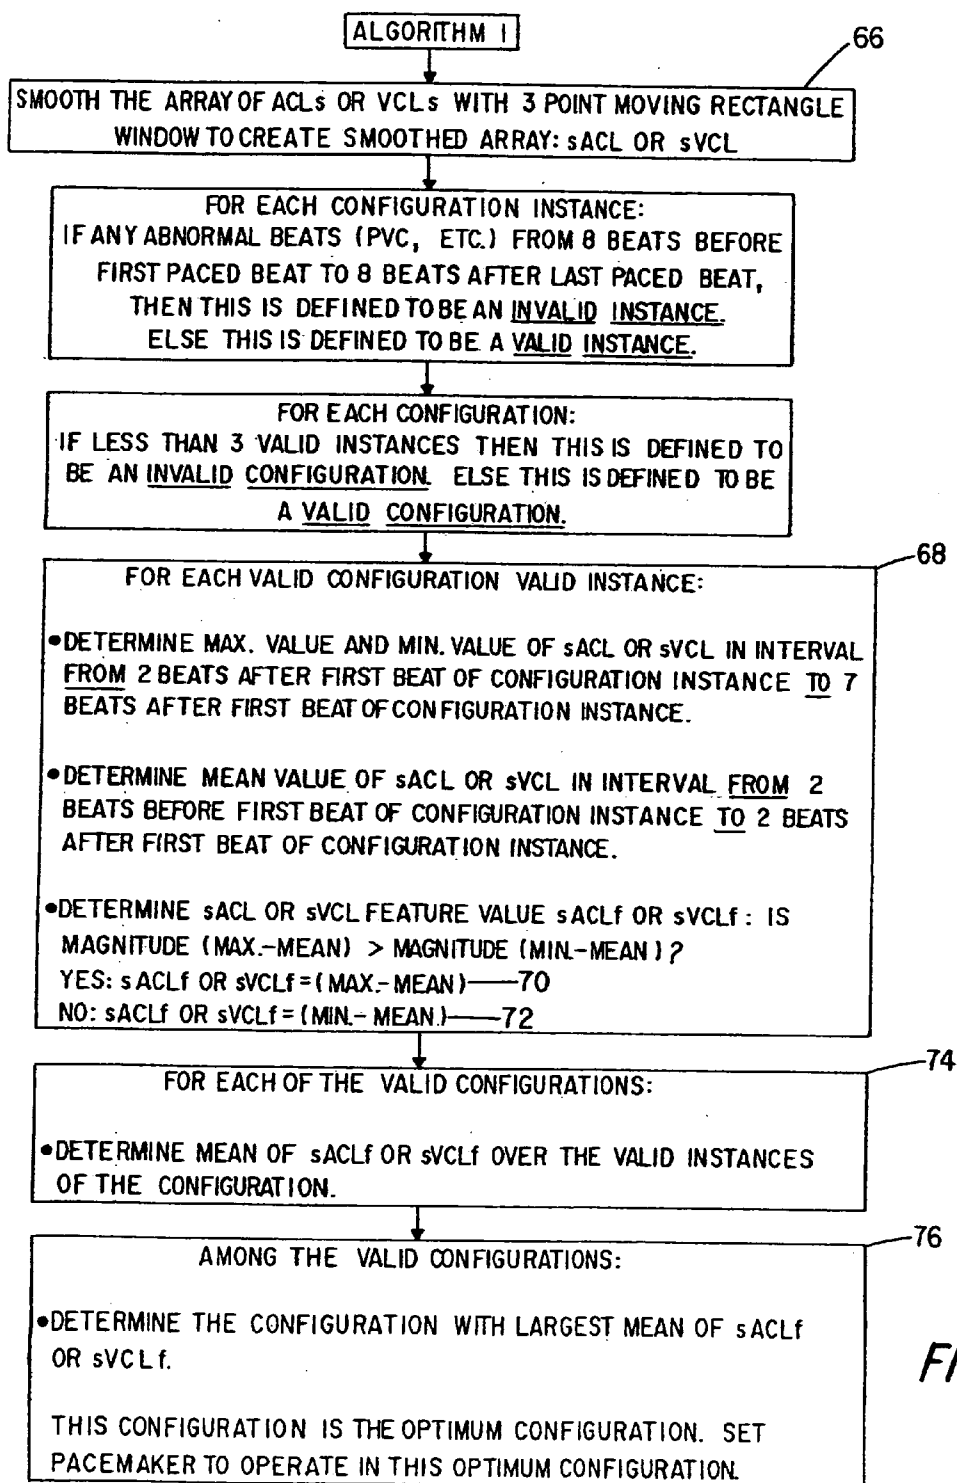 ALGORITHM 1
66
SMOOTH THE ARRAY OF ACLs OR VCLs WITH 3 POINT MOVING RECTANGLE
WINDOW TO CREATE SMOOTHED ARRAY: sACL OR sVCL
FOR EACH CONFIGURATION INSTANCE:
IF ANY ABNORMAL BEATS (PVC, ETC.) FROM 8 BEATS BEFORE
FIRST PACED BEAT TO 8 BEATS AFTER LAST PACED BEAT,
THEN THIS IS DEFINED TO BE AN INVALID INSTANCE.
ELSE THIS IS DEFINED TO BE A VALID INSTANCE.
FOR EACH CONFIGURATION:
IF LESS THAN 3 VALID INSTANCES THEN THIS IS DEFINED TO
BE AN INVALID CONFIGURATION. ELSE THIS IS DEFINED TO BE
A VALID CONFIGURATION.
68
FOR EACH VALID CONFIGURATION VALID INSTANCE:
•DETERMINE MAX. VALUE AND MIN. VALUE OF sACL OR sVCL IN INTERVAL
FROM 2 BEATS AFTER FIRST BEAT OF CONFIGURATION INSTANCE TO 7
BEATS AFTER FIRST BEAT OF CONFIGURATION INSTANCE.
•DETERMINE MEAN VALUE OF sACL OR sVCL IN INTERVAL FROM 2
BEATS BEFORE FIRST BEAT OF CONFIGURATION INSTANCE TO 2 BEATS
AFTER FIRST BEAT OF CONFIGURATION INSTANCE.
•DETERMINE sACL OR sVCL FEATURE VALUE sACLf OR sVCLf: IS
MAGNITUDE (MAX.-MEAN) > MAGNITUDE (MIN.-MEAN)?
YES: sACLf OR sVCLf=(MAX.-MEAN)—70
NO: sACLf OR sVCLf=(MIN.-MEAN.)—72
74
FOR EACH OF THE VALID CONFIGURATIONS:
•DETERMINE MEAN OF sACLf OR sVCLf OVER THE VALID INSTANCES
OF THE CONFIGURATION.
76
AMONG THE VALID CONFIGURATIONS:
•DETERMINE THE CONFIGURATION WITH LARGEST MEAN OF sACLf
OR sVCLf.
THIS CONFIGURATION IS THE OPTIMUM CONFIGURATION. SET
PACEMAKER TO OPERATE IN THIS OPTIMUM CONFIGURATION.